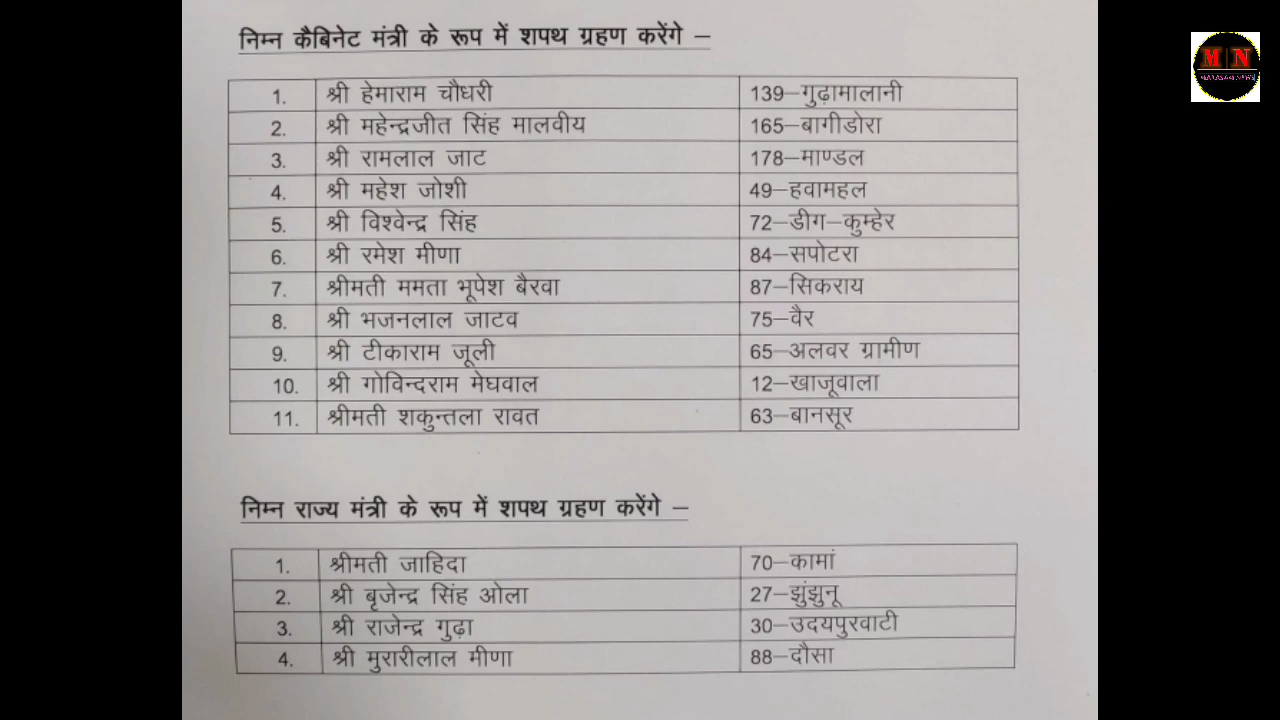 निम्न कैबिनेट मंत्री के रूप में शपथ ग्रहण करेंगे –
1. श्री हेमाराम चौधरी 139–गुढ़ामालानी
2. श्री महेन्द्रजीत सिंह मालवीय 165–बागीडोरा
3. श्री रामलाल जाट 178–माण्डल
4. श्री महेश जोशी 49–हवामहल
5. श्री विश्वेन्द्र सिंह 72–डीग–कुम्हेर
6. श्री रमेश मीणा 84–सपोटरा
7. श्रीमती ममता भूपेश बैरवा 87–सिकराय
8. श्री भजनलाल जाटव 75–वैर
9. श्री टीकाराम जूली 65–अलवर ग्रामीण
10. श्री गोविन्दराम मेघवाल 12–खाजूवाला
11. श्रीमती शकुन्तला रावत 63–बानसूर
निम्न राज्य मंत्री के रूप में शपथ ग्रहण करेंगे –
1. श्रीमती जाहिदा 70–कामां
2. श्री बृजेन्द्र सिंह ओला 27–झुंझुनू
3. श्री राजेन्द्र गुढ़ा 30–उदयपुरवाटी
4. श्री मुरारीलाल मीणा 88–दौसा
M N